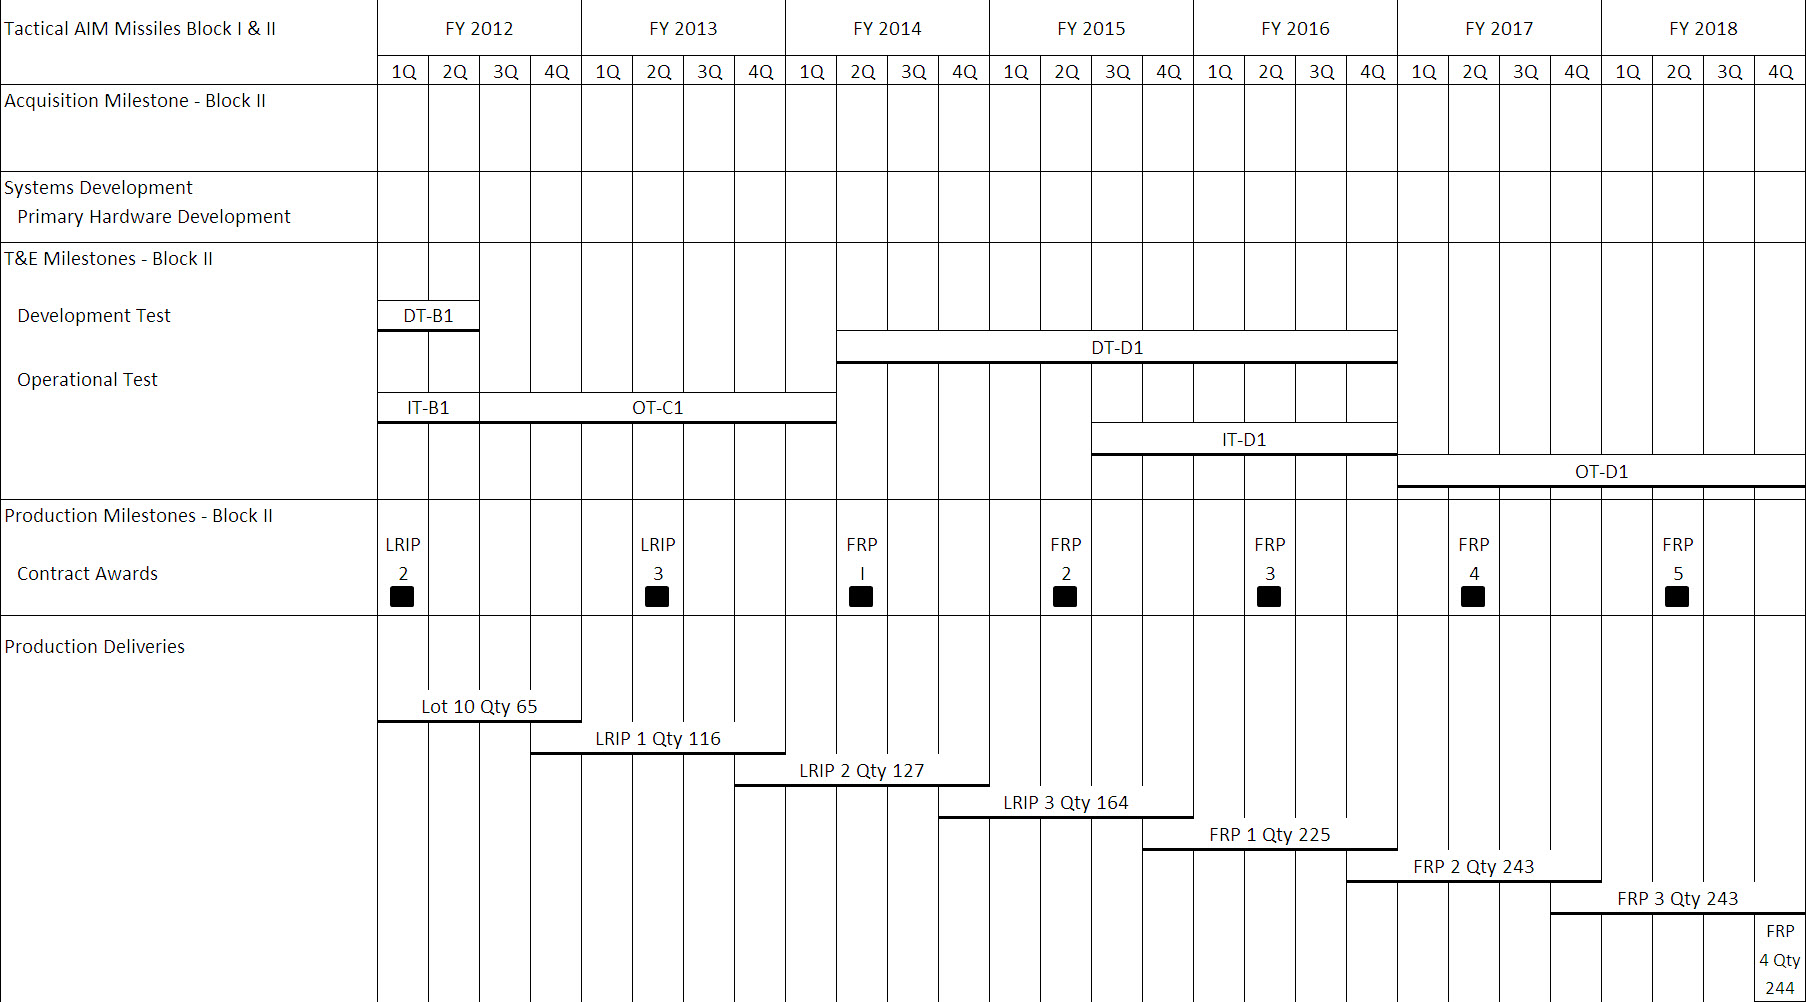 Tactical AIM Missiles Block I & II FY 2012 FY 2013 FY 2014 FY 2015 FY 2016 FY 2017 FY 2018
1Q 2Q 3Q 4Q 1Q 2Q 3Q 4Q 1Q 2Q 3Q 4Q 1Q 2Q 3Q 4Q 1Q 2Q 3Q 4Q 1Q 2Q 3Q 4Q 1Q 2Q 3Q 4Q
Acquisition Milestone - Block II
Systems Development
Primary Hardware Development
T&E Milestones - Block II
Development Test DT-B1
DT-D1
Operational Test
IT-B1 OT-C1
IT-D1
OT-D1
Production Milestones - Block II
LRIP LRIP FRP FRP FRP FRP FRP
Contract Awards 2 3 I 2 3 4 5
Production Deliveries
Lot 10 Qty 65
LRIP 1 Qty 116
LRIP 2 Qty 127
LRIP 3 Qty 164
FRP 1 Qty 225
FRP 2 Qty 243
FRP 3 Qty 243
FRP
4 Qty
244